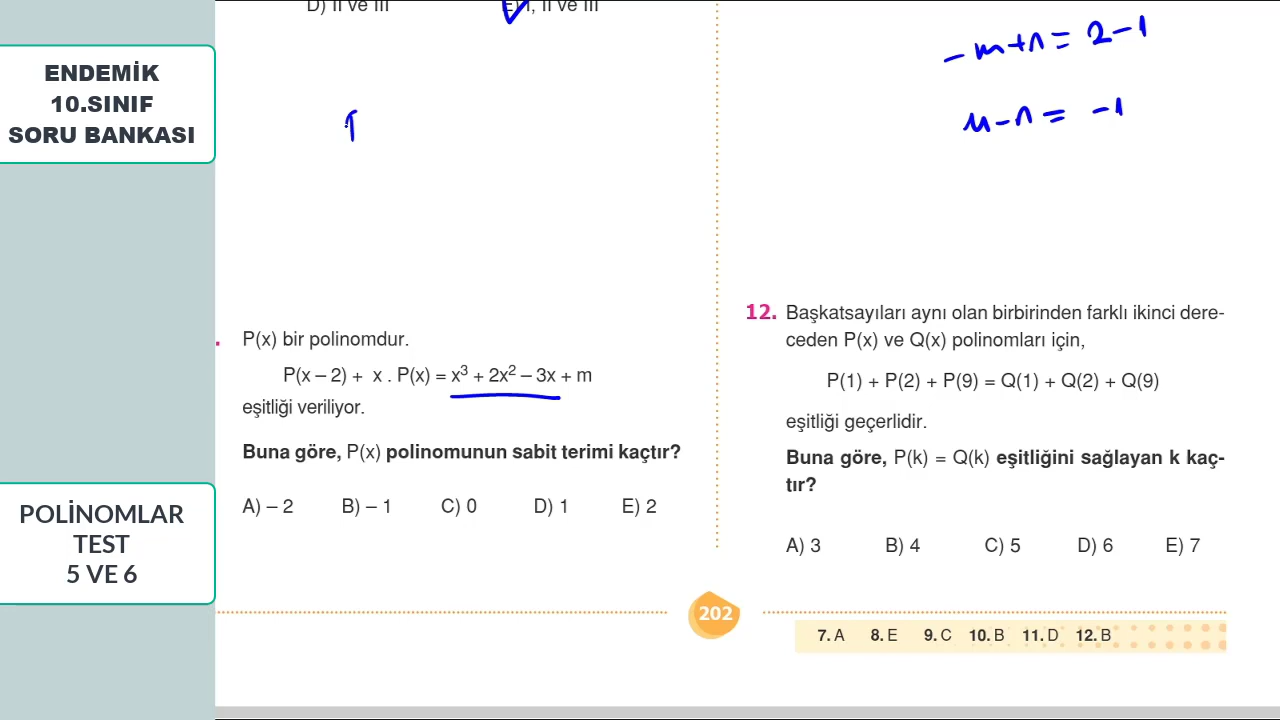 ENDEMİK
10.SINIF
SORU BANKASI
POLİNOMLAR
TEST
5 VE 6
D) II ve III E) I, II ve III
P(x) bir polinomdur.
P(x – 2) + x . P(x) = x³ + 2x² – 3x + m
eşitliği veriliyor.
Buna göre, P(x) polinomunun sabit terimi kaçtır?
A) – 2 B) – 1 C) 0 D) 1 E) 2
-m+n= 2-1
m-n= -1
12. Başkatsayıları aynı olan birbirinden farklı ikinci dere-
ceden P(x) ve Q(x) polinomları için,
P(1) + P(2) + P(9) = Q(1) + Q(2) + Q(9)
eşitliği geçerlidir.
Buna göre, P(k) = Q(k) eşitliğini sağlayan k kaç-
tır?
A) 3 B) 4 C) 5 D) 6 E) 7
202
7. A 8. E 9. C 10. B 11. D 12. B